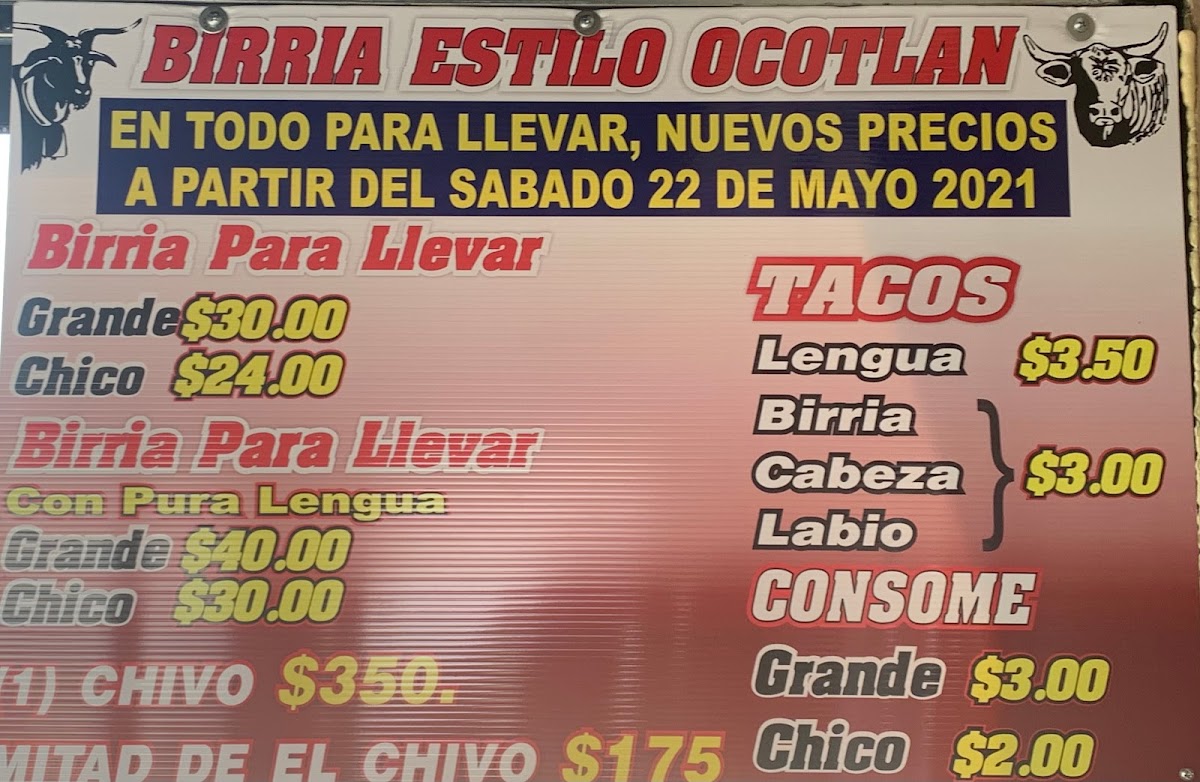 BIRRIA ESTILO OCOTLAN
EN TODO PARA LLEVAR, NUEVOS PRECIOS
A PARTIR DEL SABADO 22 DE MAYO 2021
Birria Para Llevar
Grande $30.00
Chico $24.00
Birria Para Llevar
Con Pura Lengua
Grande $40.00
Chico $30.00
(1) CHIVO $350.
MITAD DE EL CHIVO $175
TACOS
Lengua $3.50
Birria
Cabeza } $3.00
Labio
CONSOME
Grande $3.00
Chico $2.00